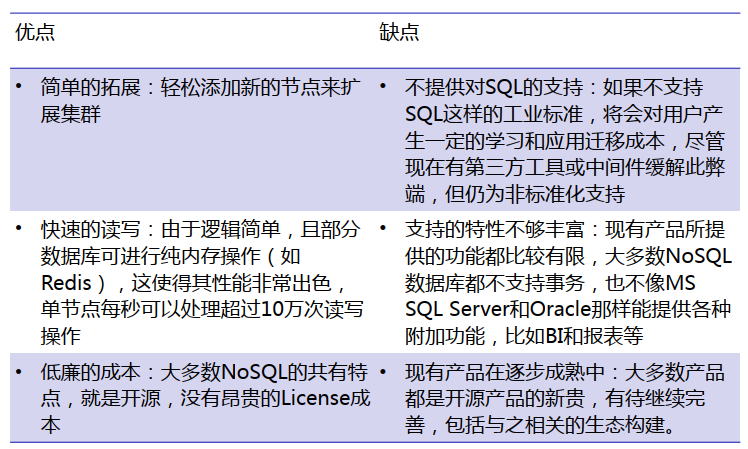 优点
缺点
• 简单的拓展：轻松添加新的节点来扩
展集群
• 不提供对SQL的支持：如果不支持
SQL这样的工业标准，将会对用户产
生一定的学习和应用迁移成本，尽管
现在有第三方工具或中间件缓解此弊
端，但仍为非标准化支持
• 快速的读写：由于逻辑简单，且部分
数据库可进行纯内存操作（如
Redis），这使得其性能非常出色，
单节点每秒可以处理超过10万次读写
操作
• 支持的特性不够丰富：现有产品所提
供的功能都比较有限，大多数NoSQL
数据库都不支持事务，也不像MS
SQL Server和Oracle那样能提供各种
附加功能，比如BI和报表等
• 低廉的成本：大多数NoSQL的共有特
点，就是开源，没有昂贵的License成
本
• 现有产品在逐步成熟中：大多数产品
都是开源产品的新贵，有待继续完
善，包括与之相关的生态构建。